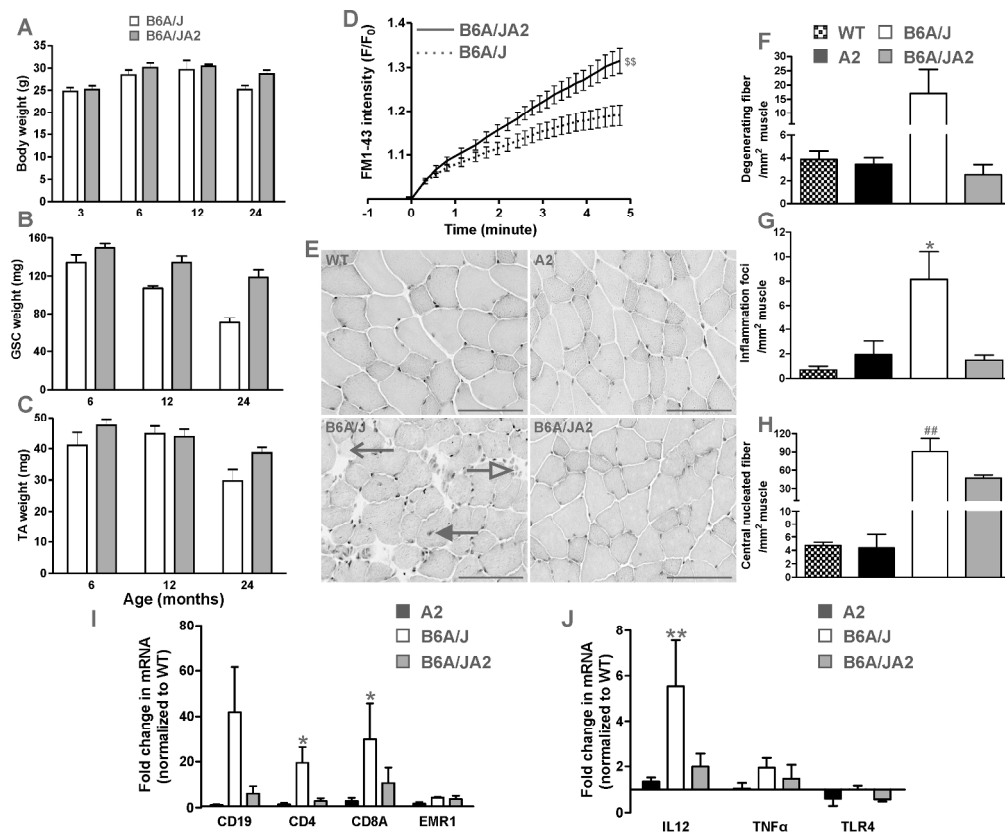 A
B6A/J
B6A/JA2
Body weight (g)
35
30
25
20
15
10
5
0
3 6 12 24
B
GSC weight (mg)
160
120
80
40
0
6 12 24
C
TA weight (mg)
50
40
30
20
10
0
6 12 24
Age (months)
D
B6A/JA2
B6A/J
FM1-43 intensity (F/F0)
1.4
1.3
1.2
1.1
$$
-1 0 1 2 3 4 5
Time (minute)
E
WT
A2
B6A/J
B6A/JA2
WT
B6A/J
A2
B6A/JA2
F
Degenerating fiber
/mm2 muscle
30
25
20
15
10
5
4
2
0
G
Inflammation foci
/mm2 muscle
10
8
6
4
2
0
*
H
Central nucleated fiber
/mm2 muscle
120
90
60
30
10
8
6
4
2
0
##
I
A2
B6A/J
B6A/JA2
Fold change in mRNA
(normalized to WT)
80
60
40
20
0
* *
CD19 CD4 CD8A EMR1
J
A2
B6A/J
B6A/JA2
Fold change in mRNA
(normalized to WT)
8
6
4
2
0
**
IL12 TNFα TLR4